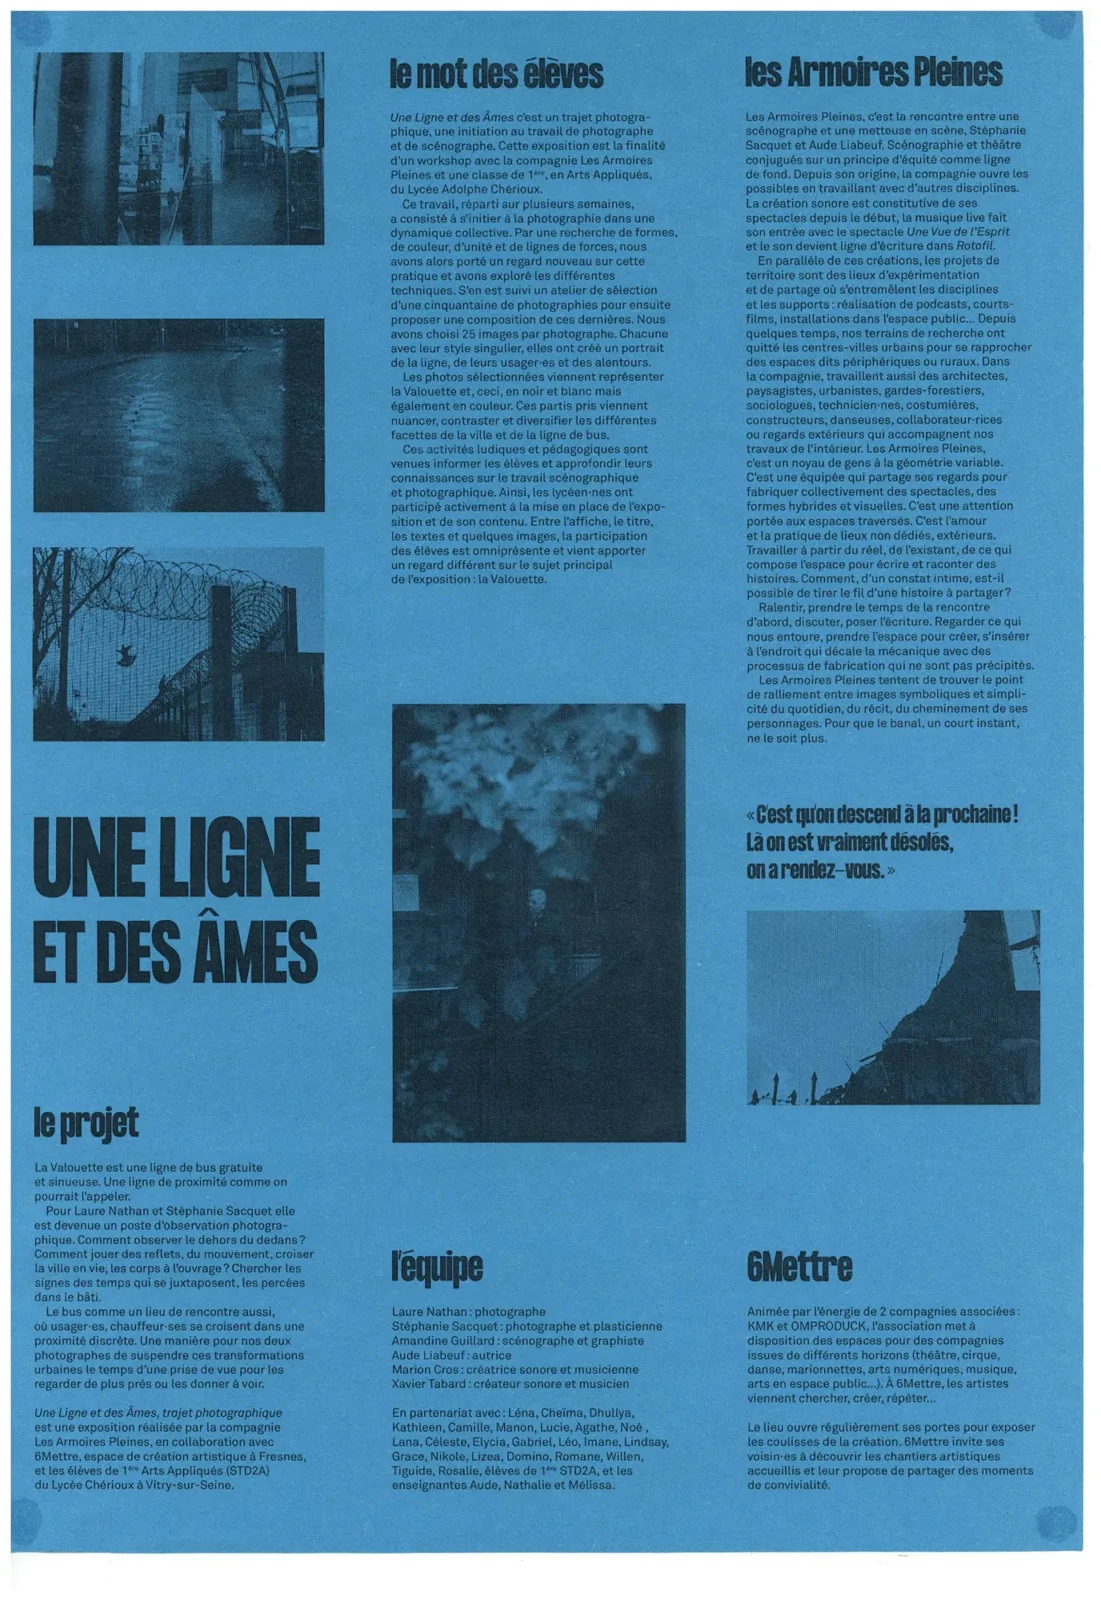 le mot des élèves
Une Ligne et des Âmes c'est un trajet photogra-
phique, une initiation au travail de photographe
et de scénographe. Cette exposition est la finalité
d'un workshop avec la compagnie Les Armoires
Pleines et une classe de 1ère, en Arts Appliqués,
du Lycée Adolphe Chérioux.
Ce travail, réparti sur plusieurs semaines,
a consisté à s'initier à la photographie dans une
dynamique collective. Par une recherche de formes,
de couleur, d'unité et de lignes de forces, nous
avons alors porté un regard nouveau sur cette
pratique et avons exploré les différentes
techniques. S'en est suivi un atelier de sélection
d'une cinquantaine de photographies pour ensuite
proposer une composition de ces dernières. Nous
avons choisi 25 images par photographe. Chacune
avec leur style singulier, elles ont créé un portrait
de la ligne, de leurs usager·es et des alentours.
Les photos sélectionnées viennent représenter
la Valouette et, ceci, en noir et blanc mais
également en couleur. Ces partis pris viennent
nuancer, contraster et diversifier les différentes
facettes de la ville et de la ligne de bus.
Ces activités ludiques et pédagogiques sont
venues informer les élèves et approfondir leurs
connaissances sur le travail scénographique
et photographique. Ainsi, les lycéen·nes ont
participé activement à la mise en place de l'expo-
sition et de son contenu. Entre l'affiche, le titre,
les textes et quelques images, la participation
des élèves est omniprésente et vient apporter
un regard différent sur le sujet principal
de l'exposition : la Valouette.
les Armoires Pleines
Les Armoires Pleines, c'est la rencontre entre une
scénographe et une metteuse en scène, Stéphanie
Sacquet et Aude Liabeuf. Scénographie et théâtre
conjugués sur un principe d'équité comme ligne
de fond. Depuis son origine, la compagnie ouvre les
possibles en travaillant avec d'autres disciplines.
La création sonore est constitutive de ses
spectacles depuis le début, la musique live fait
son entrée avec le spectacle Une Vue de l'Esprit
et le son devient ligne d'écriture dans Rotofil.
En parallèle de ces créations, les projets de
territoire sont des lieux d'expérimentation
et de partage où s'entremêlent les disciplines
et les supports : réalisation de podcasts, courts-
films, installations dans l'espace public... Depuis
quelques temps, nos terrains de recherche ont
quitté les centres-villes urbains pour se rapprocher
des espaces dits périphériques ou ruraux. Dans
la compagnie, travaillent aussi des architectes,
paysagistes, urbanistes, gardes-forestiers,
sociologues, technicien·nes, costumières,
constructeurs, danseuses, collaborateur·rices
ou regards extérieurs qui accompagnent nos
travaux de l'intérieur. Les Armoires Pleines,
c'est un noyau de gens à la géométrie variable.
C'est une équipée qui partage ses regards pour
fabriquer collectivement des spectacles, des
formes hybrides et visuelles. C'est une attention
portée aux espaces traversés. C'est l'amour
et la pratique de lieux non dédiés, extérieurs.
Travailler à partir du réel, de l'existant, de ce qui
compose l'espace pour écrire et raconter des
histoires. Comment, d'un constat intime, est-il
possible de tirer le fil d'une histoire à partager ?
Ralentir, prendre le temps de la rencontre
d'abord, discuter, poser l'écriture. Regarder ce qui
nous entoure, prendre l'espace pour créer, s'insérer
à l'endroit qui décale la mécanique avec des
processus de fabrication qui ne sont pas précipités.
Les Armoires Pleines tentent de trouver le point
de ralliement entre images symboliques et simpli-
cité du quotidien, du récit, du cheminement de ses
personnages. Pour que le banal, un court instant,
ne le soit plus.
« C'est qu'on descend à la prochaine !
Là on est vraiment désolés,
on a rendez-vous. »
UNE LIGNE
ET DES ÂMES
le projet
La Valouette est une ligne de bus gratuite
et sinueuse. Une ligne de proximité comme on
pourrait l'appeler.
Pour Laure Nathan et Stéphanie Sacquet elle
est devenue un poste d'observation photogra-
phique. Comment observer le dehors du dedans ?
Comment jouer des reflets, du mouvement, croiser
la ville en vie, les corps à l'ouvrage ? Chercher les
signes des temps qui se juxtaposent, les percées
dans le bâti.
Le bus comme un lieu de rencontre aussi,
où usager·es, chauffeur·ses se croisent dans une
proximité discrète. Une manière pour nos deux
photographes de suspendre ces transformations
urbaines le temps d'une prise de vue pour les
regarder de plus près ou les donner à voir.
Une Ligne et des Âmes, trajet photographique
est une exposition réalisée par la compagnie
Les Armoires Pleines, en collaboration avec
6Mettre, espace de création artistique à Fresnes,
et les élèves de 1ère Arts Appliqués (STD2A)
du Lycée Chérioux à Vitry-sur-Seine.
l'équipe
Laure Nathan : photographe
Stéphanie Sacquet : photographe et plasticienne
Amandine Guillard : scénographe et graphiste
Aude Liabeuf : autrice
Marion Cros : créatrice sonore et musicienne
Xavier Tabard : créateur sonore et musicien
En partenariat avec : Léna, Cheïma, Dhullya,
Kathleen, Camille, Manon, Lucie, Agathe, Noé ,
Lana, Céleste, Elycia, Gabriel, Léo, Imane, Lindsay,
Grace, Nikole, Lizea, Domino, Romane, Willen,
Tiguide, Rosalie, élèves de 1ère STD2A, et les
enseignantes Aude, Nathalie et Mélissa.
6Mettre
Animée par l'énergie de 2 compagnies associées :
KMK et OMPRODUCK, l'association met à
disposition des espaces pour des compagnies
issues de différents horizons (théâtre, cirque,
danse, marionnettes, arts numériques, musique,
arts en espace public...). À 6Mettre, les artistes
viennent chercher, créer, répéter...
Le lieu ouvre régulièrement ses portes pour exposer
les coulisses de la création. 6Mettre invite ses
voisin·es à découvrir les chantiers artistiques
accueillis et leur propose de partager des moments
de convivialité.